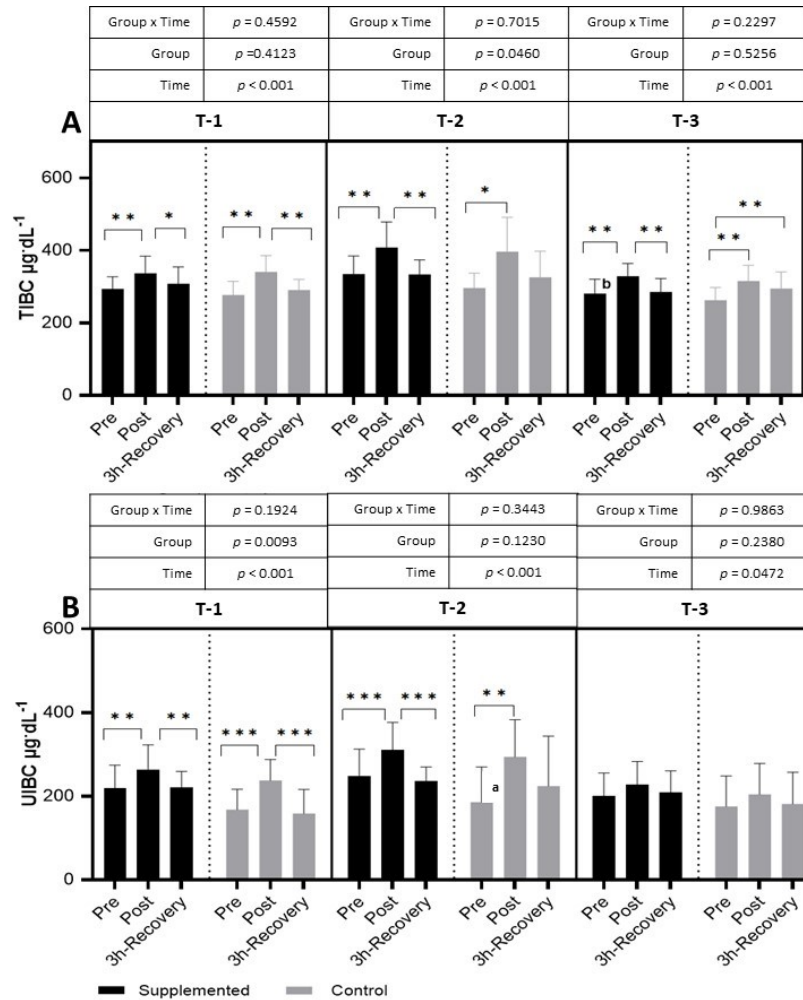 Group x Time p = 0.4592 Group x Time p = 0.7015 Group x Time p = 0.2297
Group p =0.4123 Group p = 0.0460 Group p = 0.5256
Time p < 0.001 Time p < 0.001 Time p < 0.001
A T-1 T-2 T-3
TIBC µg·dL⁻¹
600
400
200
0
** * ** ** ** ** * ** ** ** **
b
Pre Post 3h-Recovery Pre Post 3h-Recovery Pre Post 3h-Recovery Pre Post 3h-Recovery Pre Post 3h-Recovery Pre Post 3h-Recovery
Group x Time p = 0.1924 Group x Time p = 0.3443 Group x Time p = 0.9863
Group p = 0.0093 Group p = 0.1230 Group p = 0.2380
Time p < 0.001 Time p < 0.001 Time p = 0.0472
B T-1 T-2 T-3
UIBC µg·dL⁻¹
600
400
200
0
** ** *** *** *** *** **
a
Pre Post 3h-Recovery Pre Post 3h-Recovery Pre Post 3h-Recovery Pre Post 3h-Recovery Pre Post 3h-Recovery Pre Post 3h-Recovery
Supplemented Control